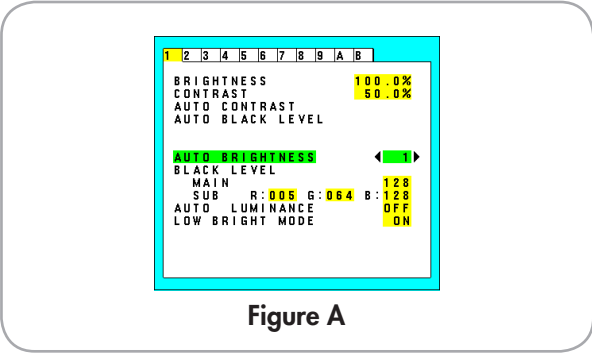 1 2 3 4 5 6 7 8 9 A B
BRIGHTNESS 100.0%
CONTRAST 50.0%
AUTO CONTRAST
AUTO BLACK LEVEL
AUTO BRIGHTNESS 1
BLACK LEVEL
MAIN 128
SUB R:005 G:064 B:128
AUTO LUMINANCE OFF
LOW BRIGHT MODE ON
Figure A